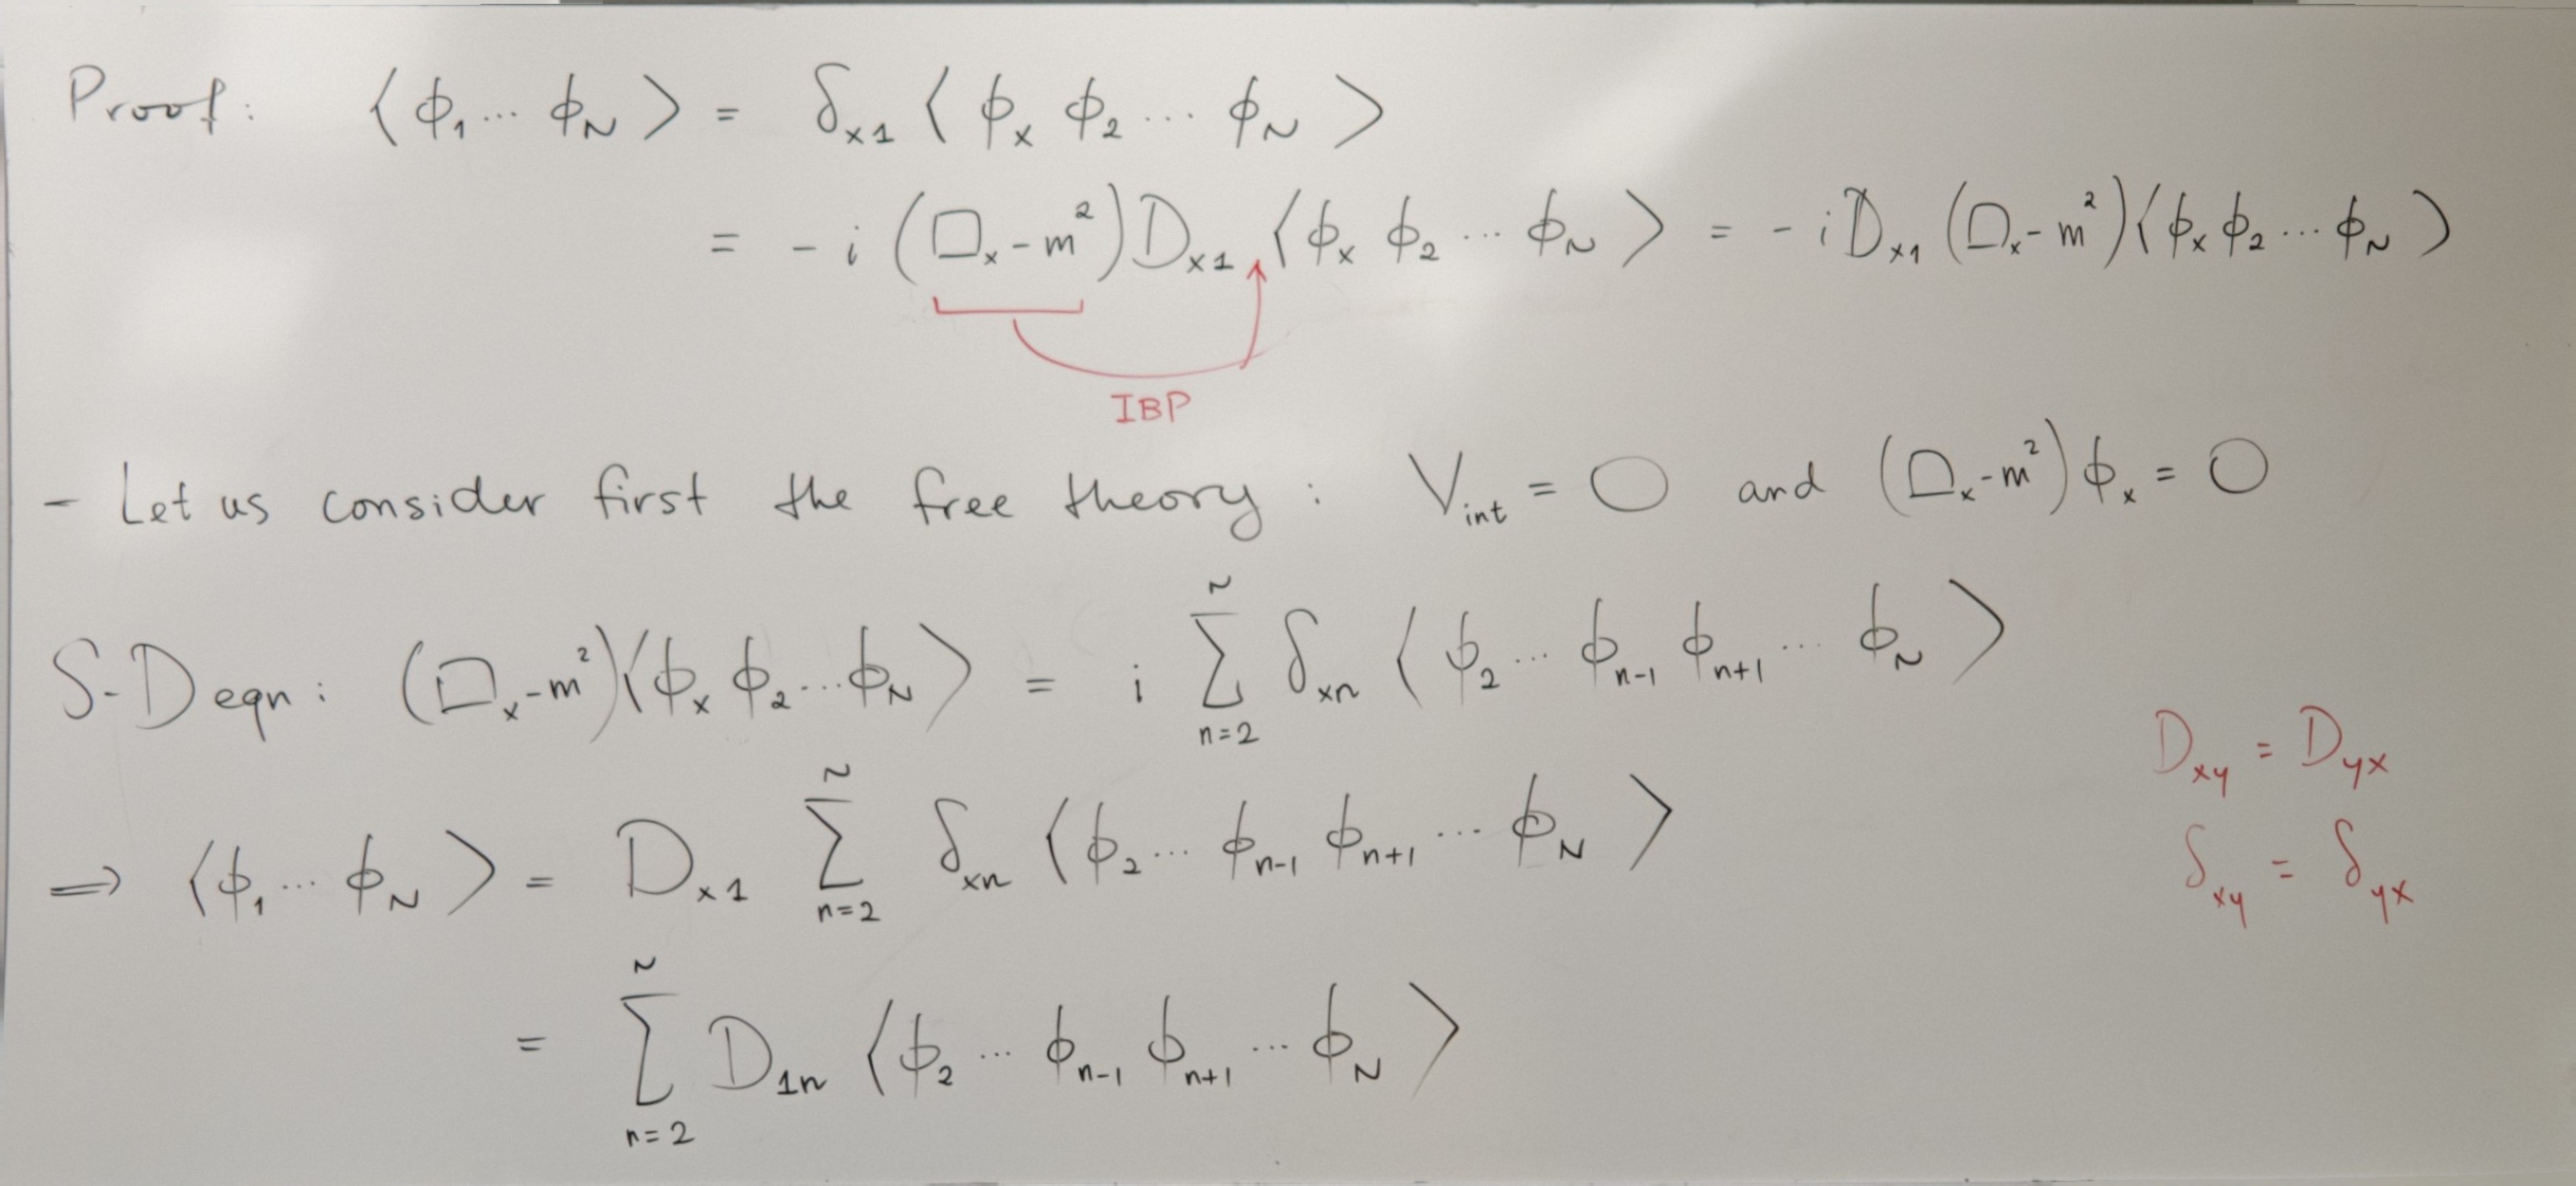 Proof: ⟨ϕ₁ ⋯ ϕ_N⟩ = δ_{x1} ⟨ϕ_x ϕ₂ ⋯ ϕ_N⟩
= -i (□_x - m²) D_{x1} ⟨ϕ_x ϕ₂ ⋯ ϕ_N⟩ = -i D_{x1} (□_x - m²) ⟨ϕ_x ϕ₂ ⋯ ϕ_N⟩
IBP
- Let us consider first the free theory: V_{int} = 0 and (□_x - m²) ϕ_x = 0
S-D eqn: (□_x - m²) ⟨ϕ_x ϕ₂ ... ϕ_N⟩ = i ∑_{n=2}^{N} δ_{xn} ⟨ϕ₂ ⋯ ϕ_{n-1} ϕ_{n+1} ⋯ ϕ_N⟩
D_{xy} = D_{yx}
⟹ ⟨ϕ₁ ⋯ ϕ_N⟩ = D_{x1} ∑_{n=2}^{N} δ_{xn} ⟨ϕ₂ ⋯ ϕ_{n-1} ϕ_{n+1} ⋯ ϕ_N⟩
δ_{xy} = δ_{yx}
= ∑_{n=2}^{N} D_{1n} ⟨ϕ₂ ⋯ ϕ_{n-1} ϕ_{n+1} ⋯ ϕ_N⟩